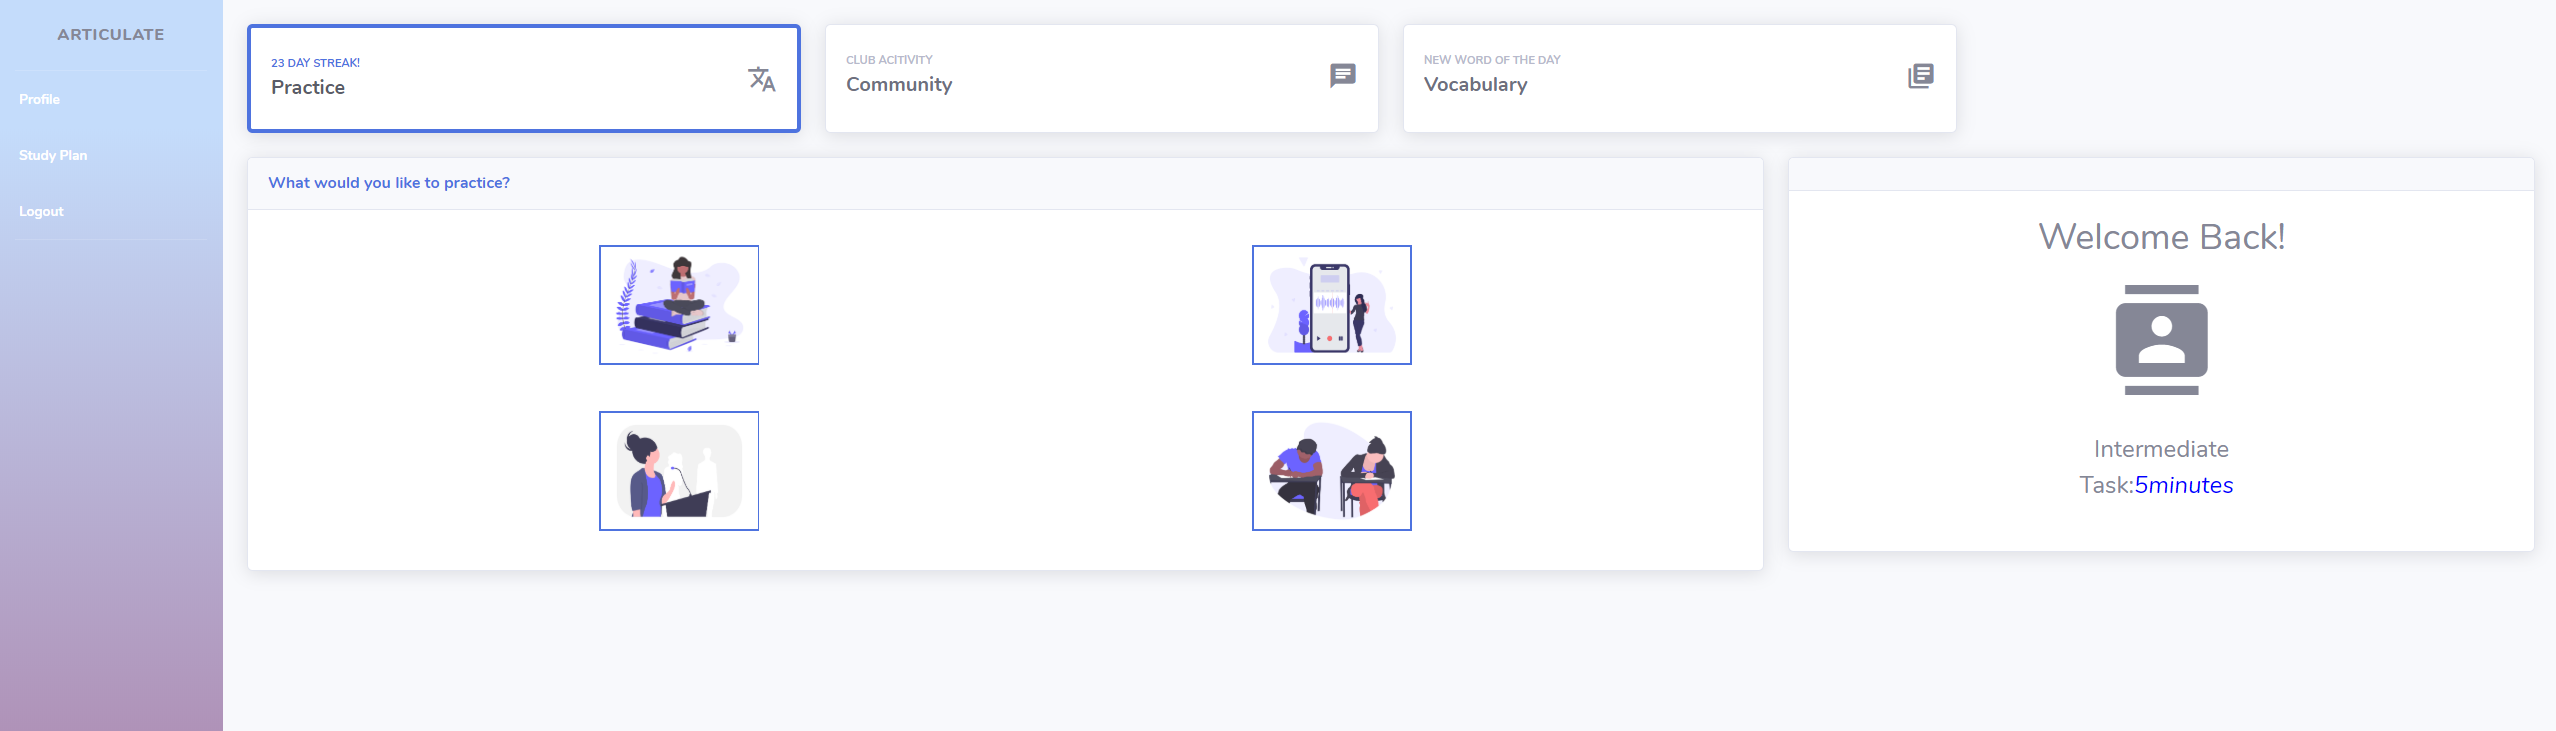 ARTICULATE
Profile
Study Plan
Logout
23 DAY STREAK!
Practice
CLUB ACITIVITY
Community
NEW WORD OF THE DAY
Vocabulary
What would you like to practice?
Welcome Back!
Intermediate
Task:5minutes